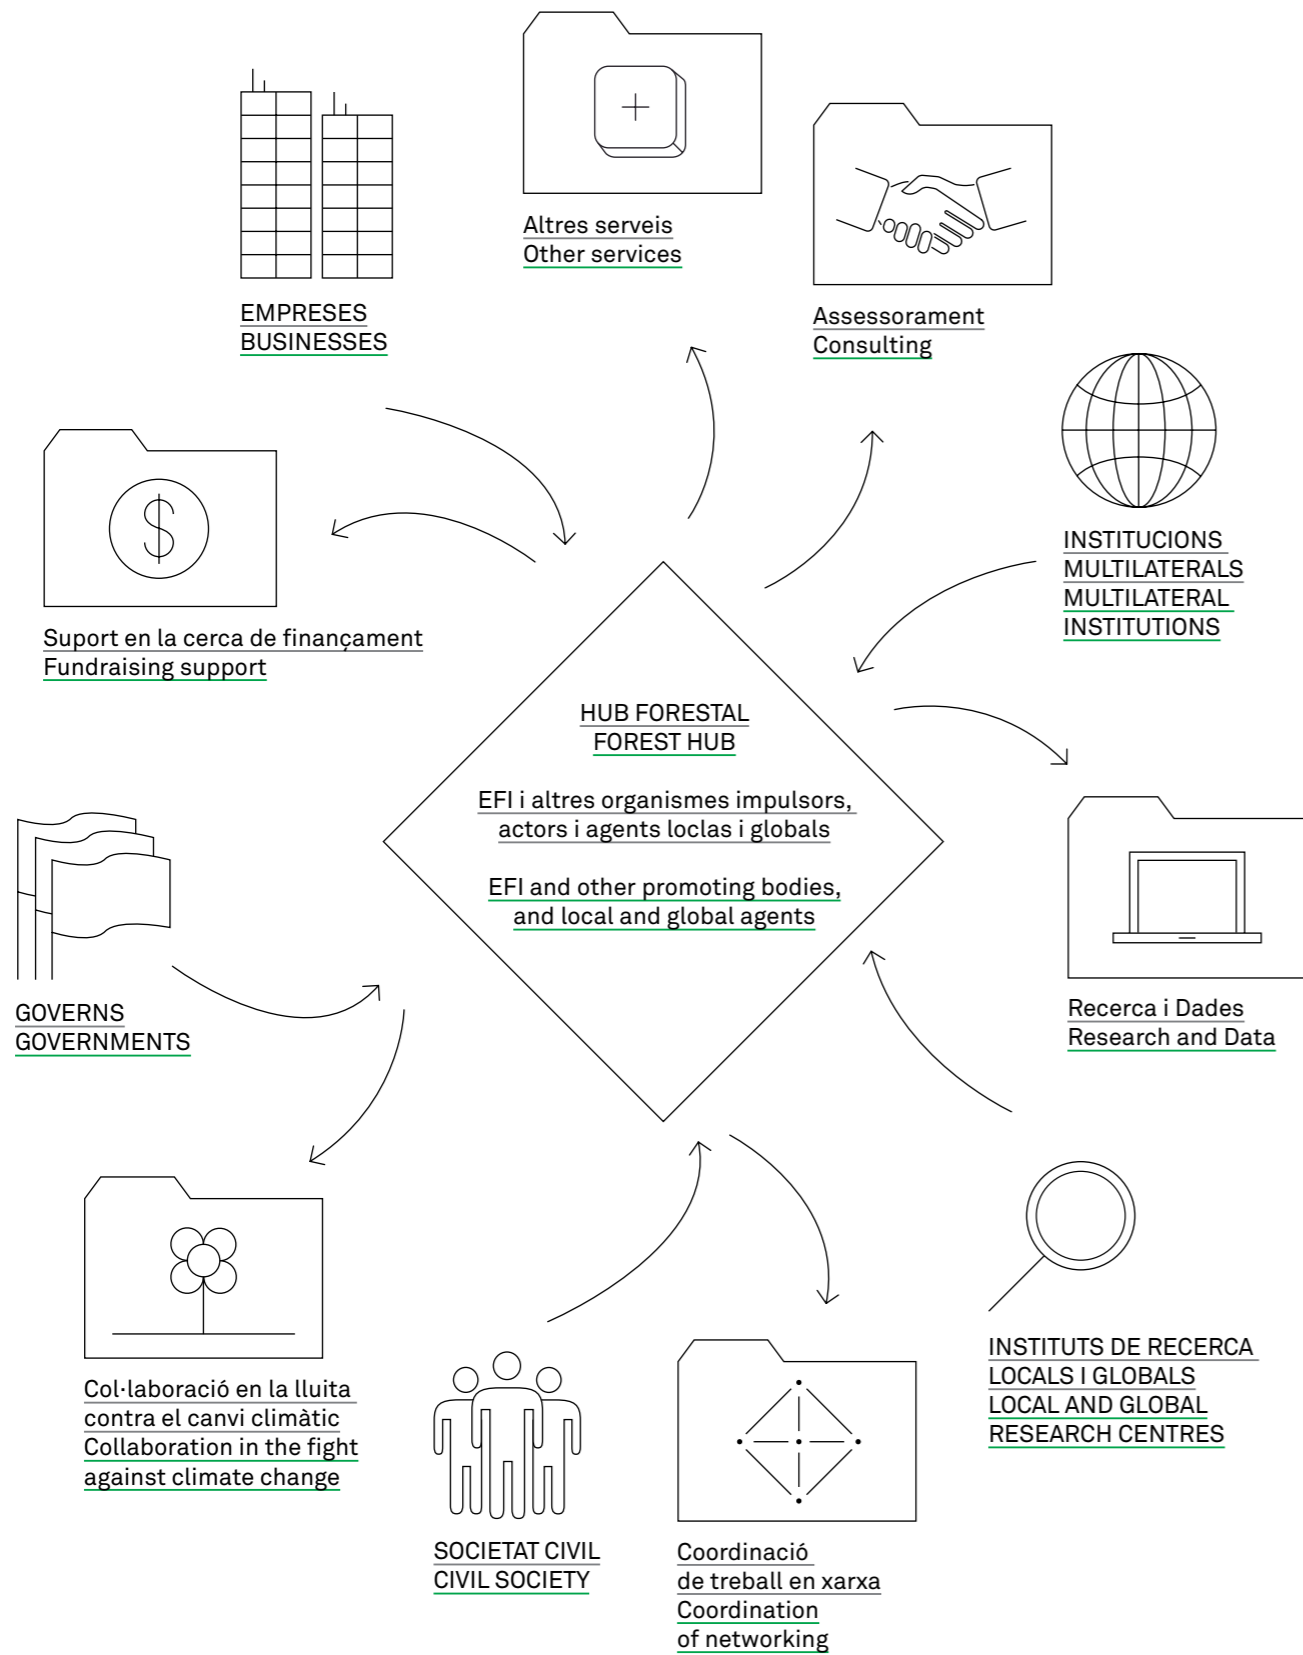 Altres serveis
Other services
EMPRESES
BUSINESSES
Assessorament
Consulting
INSTITUCIONS
MULTILATERALS
MULTILATERAL
INSTITUTIONS
Suport en la cerca de finançament
Fundraising support
HUB FORESTAL
FOREST HUB
EFI i altres organismes impulsors,
actors i agents loclas i globals
EFI and other promoting bodies,
and local and global agents
GOVERNS
GOVERNMENTS
Recerca i Dades
Research and Data
Col·laboració en la lluita
contra el canvi climàtic
Collaboration in the fight
against climate change
INSTITUTS DE RECERCA
LOCALS I GLOBALS
LOCAL AND GLOBAL
RESEARCH CENTRES
SOCIETAT CIVIL
CIVIL SOCIETY
Coordinació
de treball en xarxa
Coordination
of networking